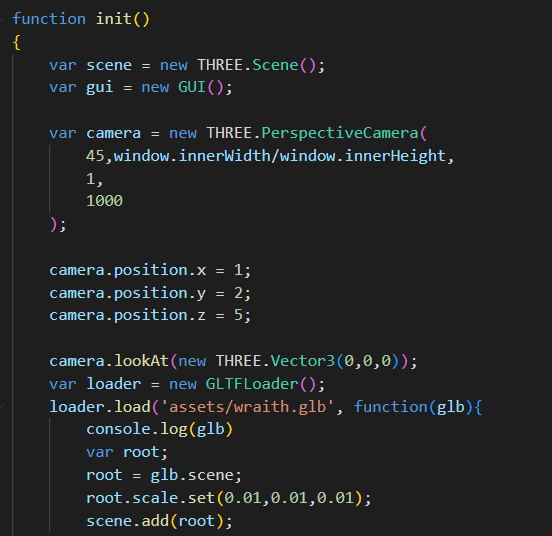 function init()
{
    var scene = new THREE.Scene();
    var gui = new GUI();

    var camera = new THREE.PerspectiveCamera(
        45,window.innerWidth/window.innerHeight,
        1,
        1000
    );

    camera.position.x = 1;
    camera.position.y = 2;
    camera.position.z = 5;

    camera.lookAt(new THREE.Vector3(0,0,0));
    var loader = new GLTFLoader();
    loader.load('assets/wraith.glb', function(glb){
        console.log(glb)
        var root;
        root = glb.scene;
        root.scale.set(0.01,0.01,0.01);
        scene.add(root);